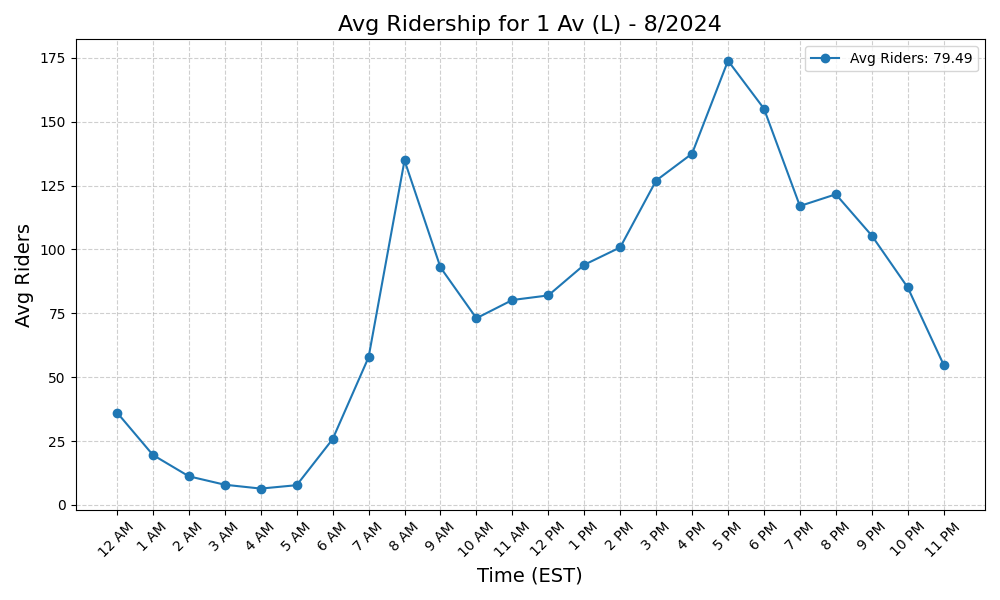 Avg Ridership for 1 Av (L) - 8/2024
Avg Riders: 79.49
Avg Riders
175
150
125
100
75
50
25
0
12 AM
1 AM
2 AM
3 AM
4 AM
5 AM
6 AM
7 AM
8 AM
9 AM
10 AM
11 AM
12 PM
1 PM
2 PM
3 PM
4 PM
5 PM
6 PM
7 PM
8 PM
9 PM
10 PM
11 PM
Time (EST)